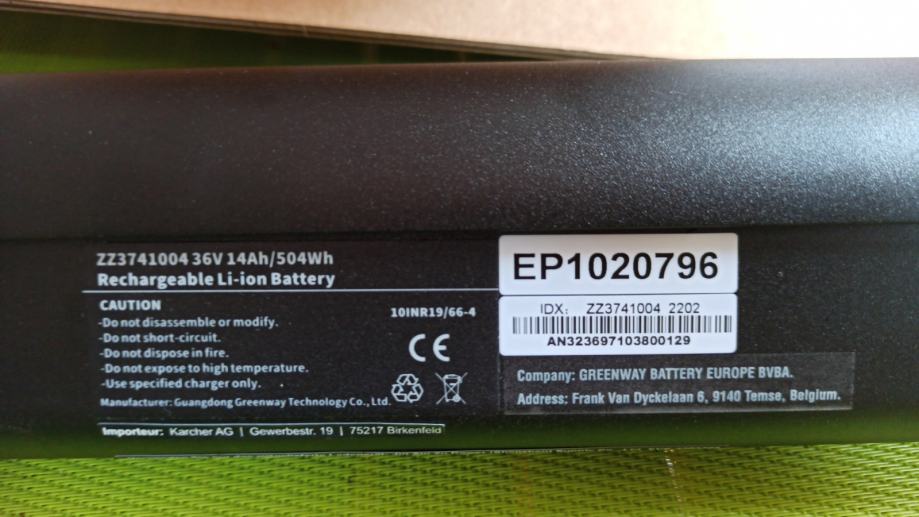 ZZ3741004 36V 14Ah/504Wh
Rechargeable Li-ion Battery
CAUTION
-Do not disassemble or modify.
-Do not short-circuit.
-Do not dispose in fire.
-Do not expose to high temperature.
-Use specified charger only.
Manufacturer: Guangdong Greenway Technology Co., Ltd.
10INR19/66-4
CE
Importeur: Karcher AG | Gewerbestr. 19 | 75217 Birkenfeld
EP1020796
IDX: ZZ3741004 2202
AN323697103800129
Company: GREENWAY BATTERY EUROPE BVBA.
Address: Frank Van Dyckelaan 6, 9140 Temse, Belgium.